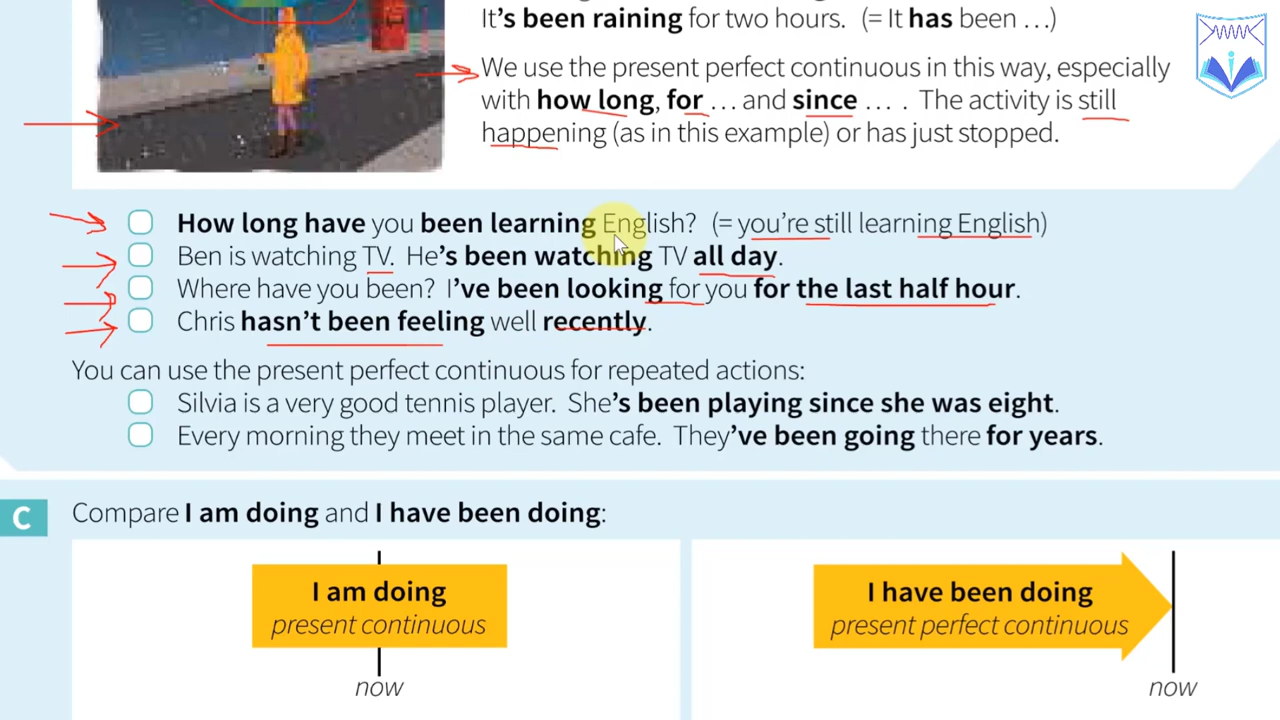 It's been raining for two hours. (= It has been …)
We use the present perfect continuous in this way, especially
with how long, for … and since … . The activity is still
happening (as in this example) or has just stopped.
How long have you been learning English? (= you're still learning English)
Ben is watching TV. He's been watching TV all day.
Where have you been? I've been looking for you for the last half hour.
Chris hasn't been feeling well recently.
You can use the present perfect continuous for repeated actions:
Silvia is a very good tennis player. She's been playing since she was eight.
Every morning they meet in the same cafe. They've been going there for years.
C Compare I am doing and I have been doing:
I am doing
present continuous
now
I have been doing
present perfect continuous
now